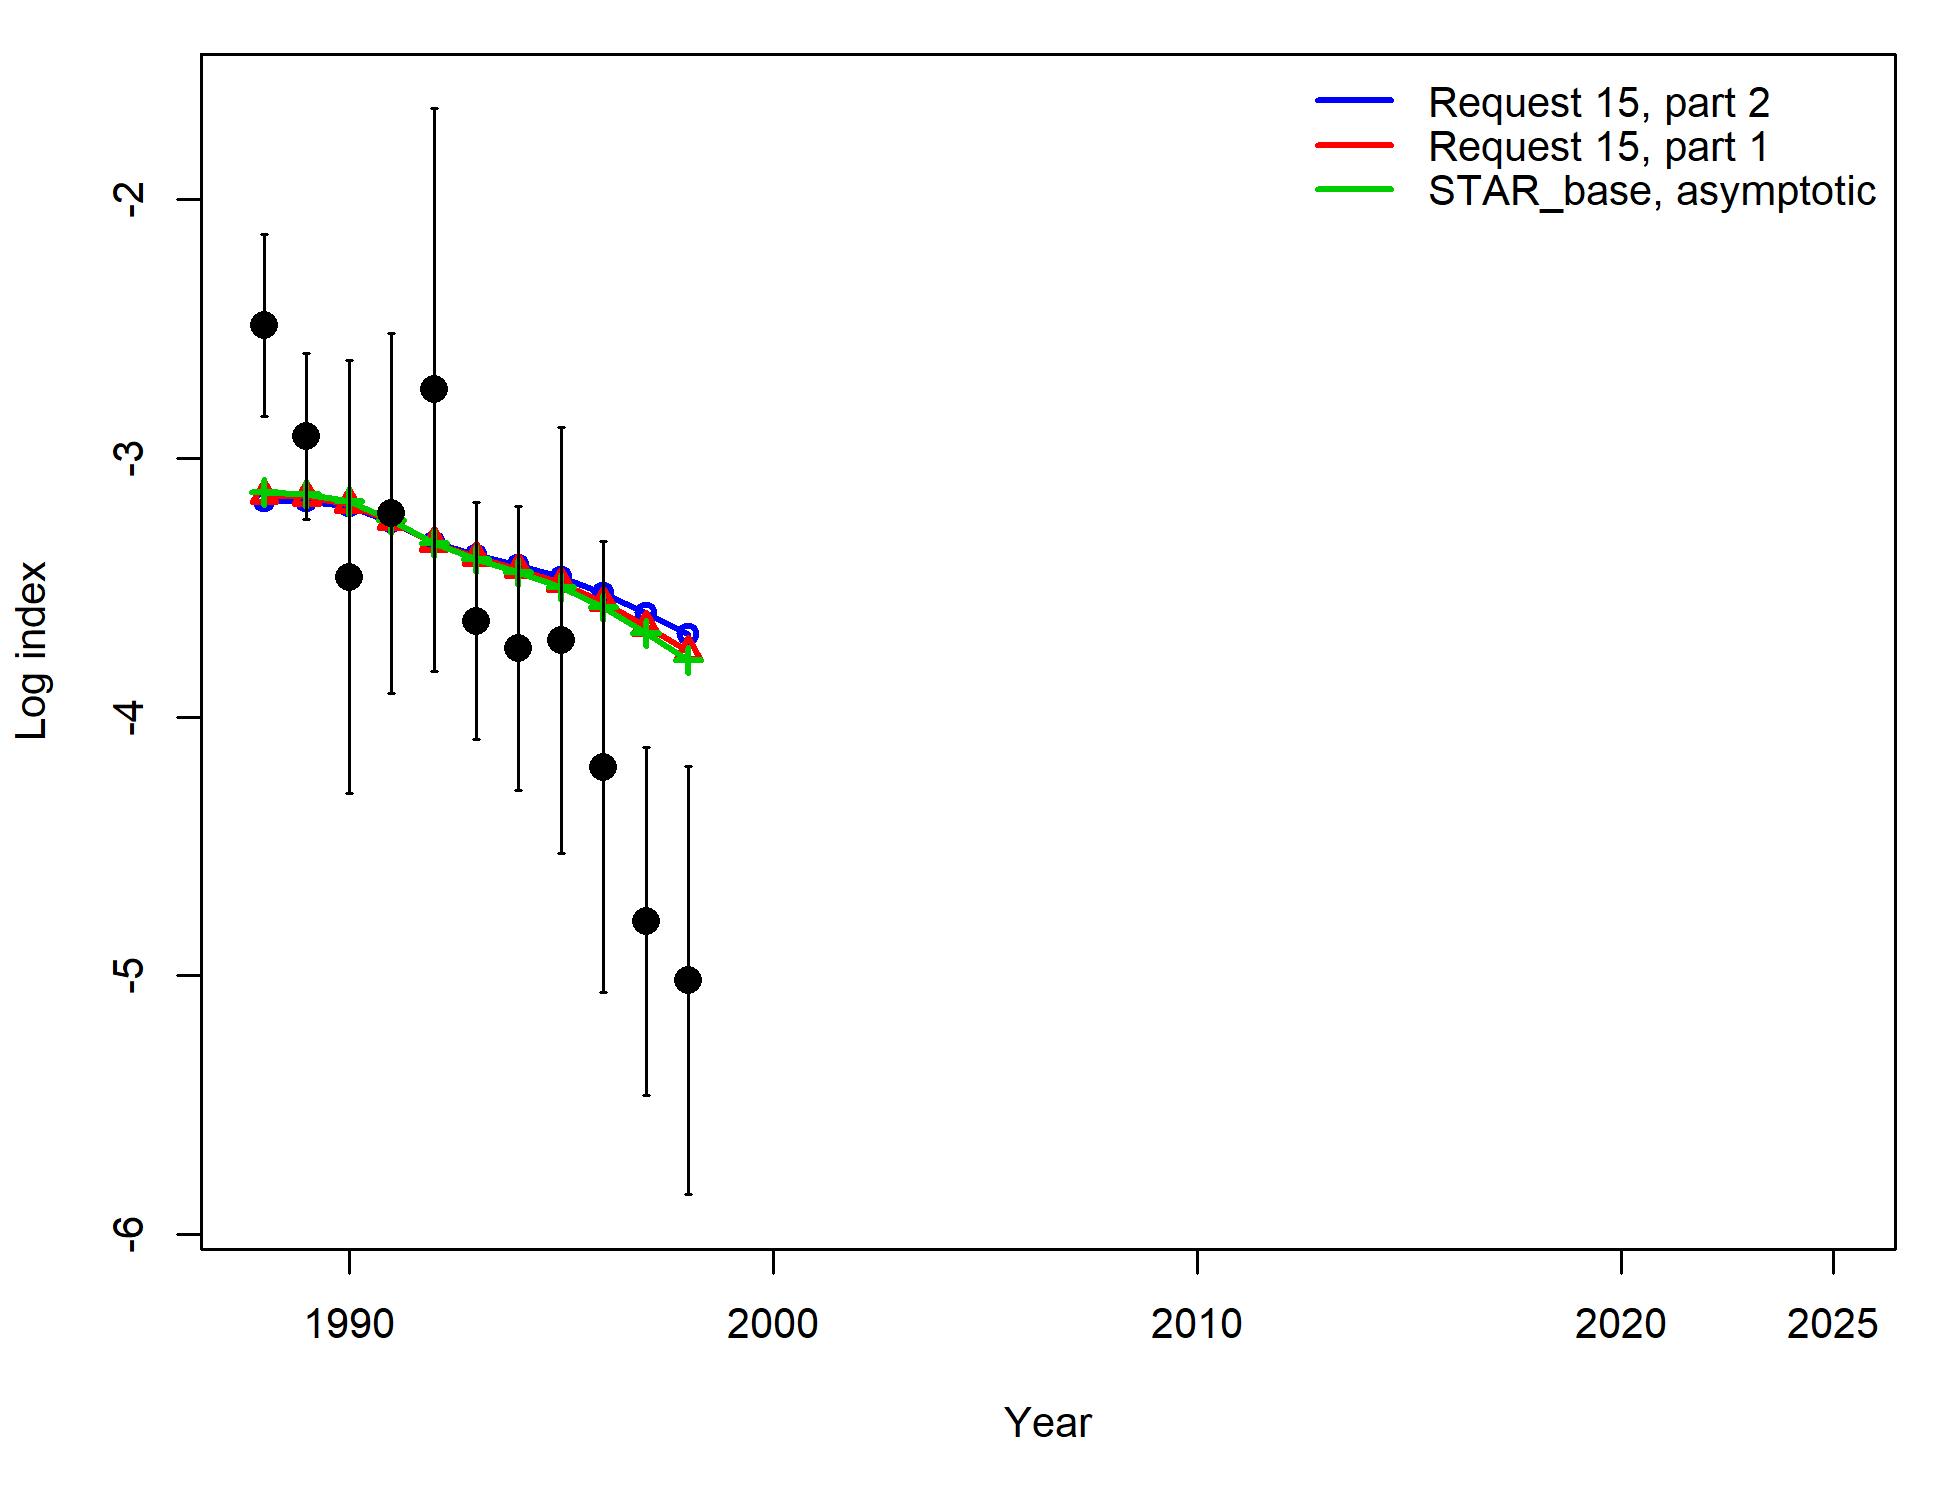 Request 15, part 2
Request 15, part 1
STAR_base, asymptotic
-2
-3
-4
-5
-6
Log index
1990 2000 2010 2020 2025
Year